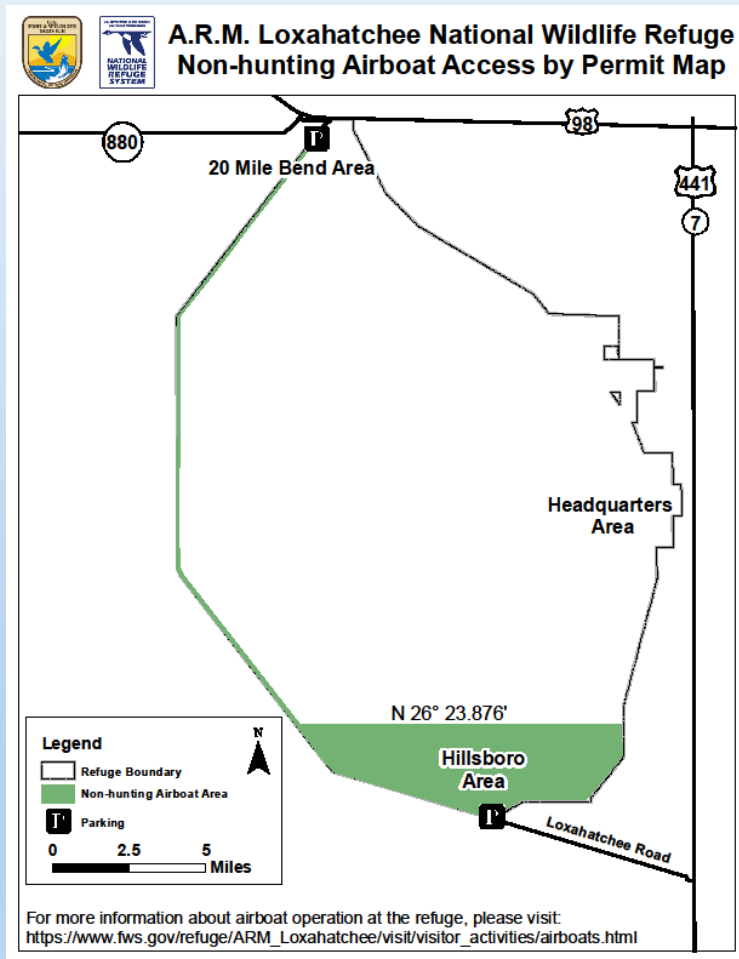 U.S.
FISH & WILDLIFE
SERVICE
NATIONAL
WILDLIFE
REFUGE
SYSTEM
A.R.M. Loxahatchee National Wildlife Refuge
Non-hunting Airboat Access by Permit Map
880
98
441
7
P
20 Mile Bend Area
Headquarters
Area
N 26° 23.876'
Hillsboro
Area
P
Loxahatchee Road
Legend
N
Refuge Boundary
Non-hunting Airboat Area
P
Parking
0 2.5 5
Miles
For more information about airboat operation at the refuge, please visit:
https://www.fws.gov/refuge/ARM_Loxahatchee/visit/visitor_activities/airboats.html